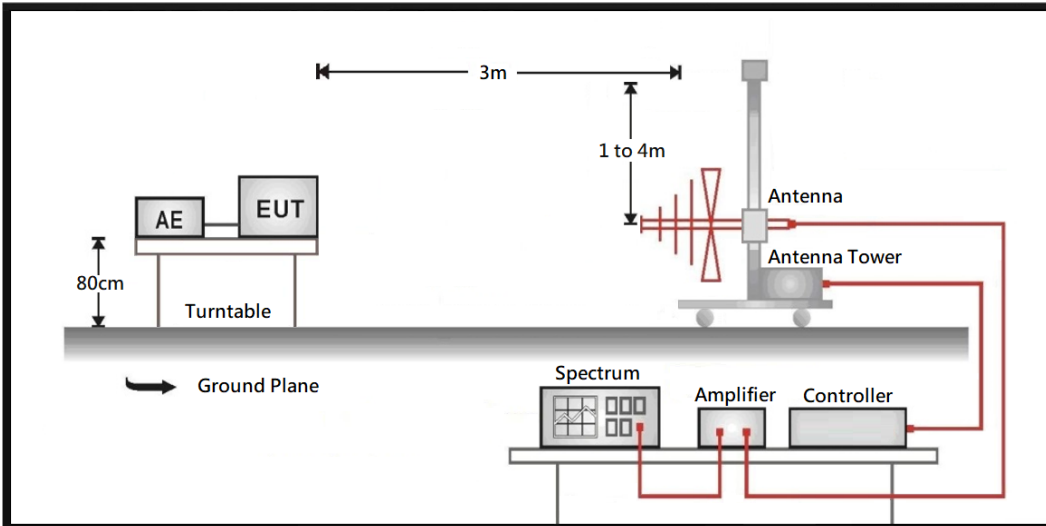 3m
1 to 4m
Antenna
AE
EUT
Antenna Tower
80cm
Turntable
Ground Plane
Spectrum
Amplifier
Controller